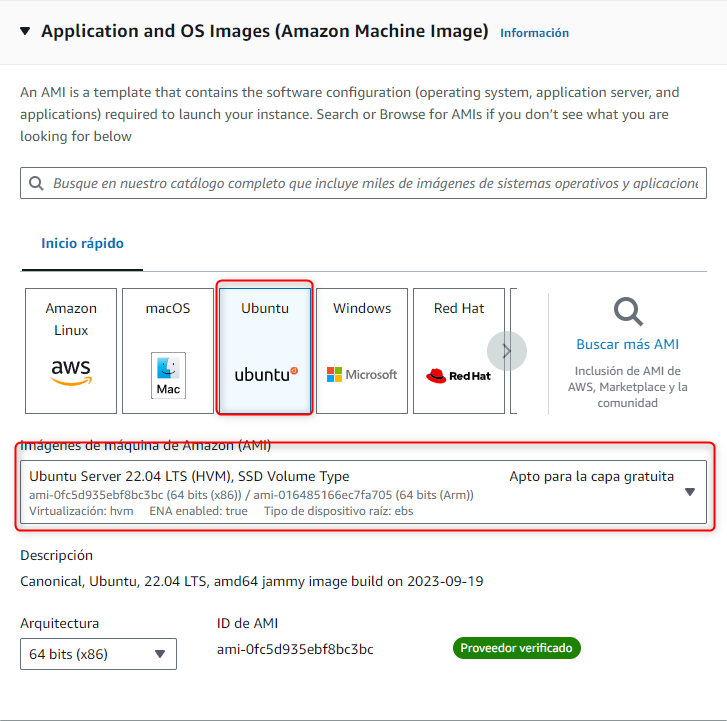 Application and OS Images (Amazon Machine Image) Información
An AMI is a template that contains the software configuration (operating system, application server, and
applications) required to launch your instance. Search or Browse for AMIs if you don't see what you are
looking for below
Busque en nuestro catálogo completo que incluye miles de imágenes de sistemas operativos y aplicacione
Inicio rápido
Amazon
Linux
aws
macOS
Mac
Ubuntu
ubuntu
Windows
Microsoft
Red Hat
Red Hat
Buscar más AMI
Inclusión de AMI de
AWS, Marketplace y la
comunidad
Imágenes de máquina de Amazon (AMI)
Ubuntu Server 22.04 LTS (HVM), SSD Volume Type Apto para la capa gratuita
ami-0fc5d935ebf8bc3bc (64 bits (x86)) / ami-016485166ec7fa705 (64 bits (Arm))
Virtualización: hvm ENA enabled: true Tipo de dispositivo raíz: ebs
Descripción
Canonical, Ubuntu, 22.04 LTS, amd64 jammy image build on 2023-09-19
Arquitectura
64 bits (x86)
ID de AMI
ami-0fc5d935ebf8bc3bc
Proveedor verificado